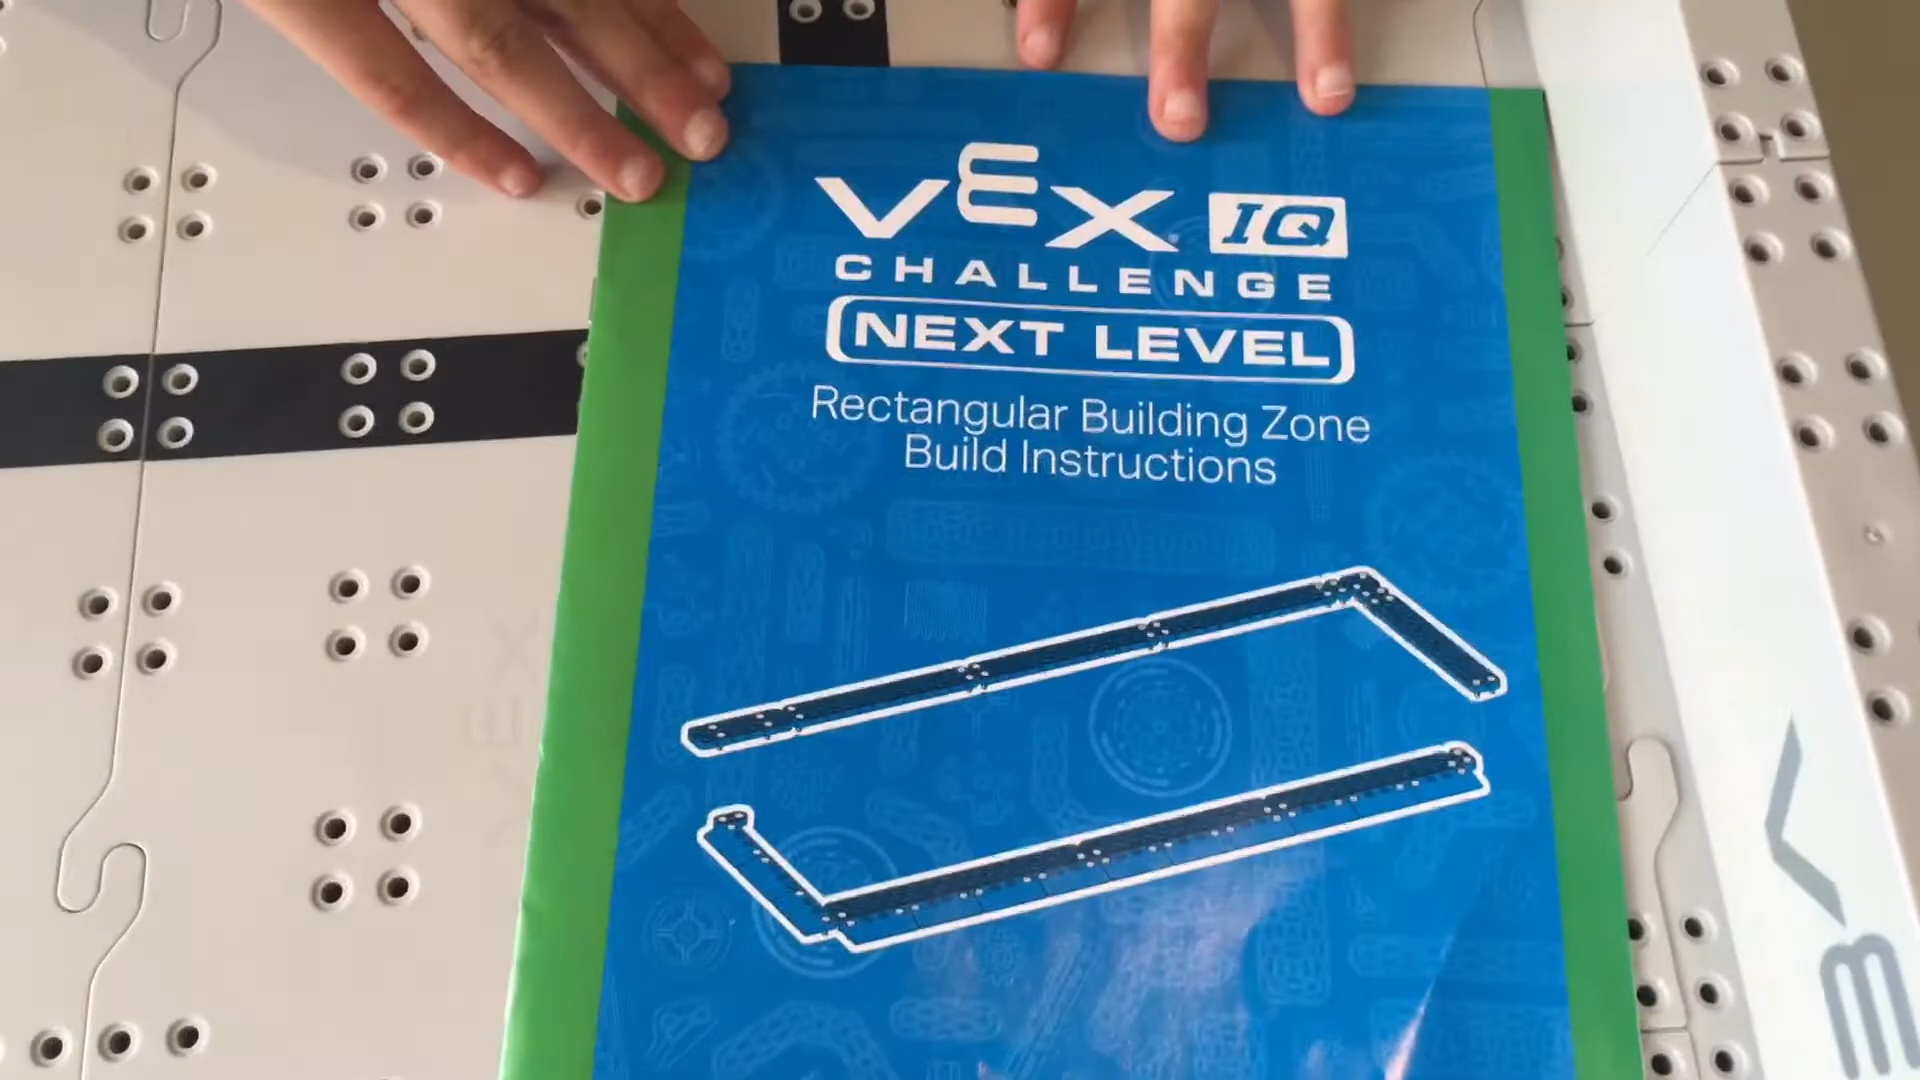 VEX IQ
CHALLENGE
NEXT LEVEL
Rectangular Building Zone
Build Instructions